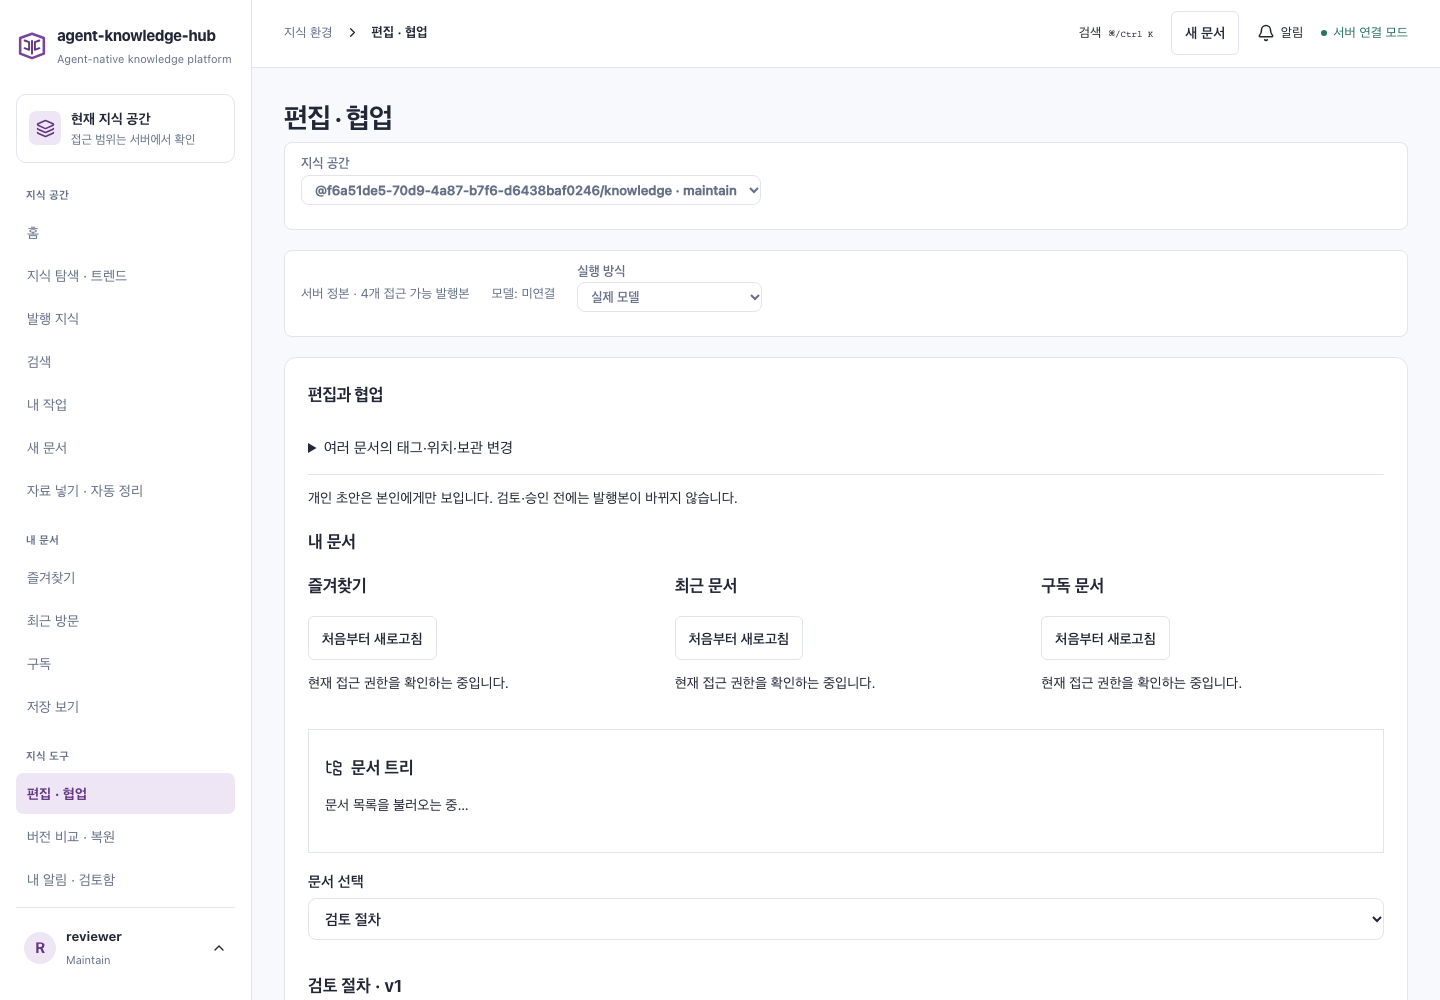 agent-knowledge-hub
Agent-native knowledge platform
현재 지식 공간
접근 범위는 서버에서 확인
지식 공간
홈
지식 탐색 · 트렌드
발행 지식
검색
내 작업
새 문서
자료 넣기 · 자동 정리
내 문서
즐겨찾기
최근 방문
구독
저장 보기
지식 도구
편집 · 협업
버전 비교 · 복원
내 알림 · 검토함
R
reviewer
Maintain
지식 환경
편집 · 협업
검색 ⌘/Ctrl K
새 문서
알림
서버 연결 모드
편집 · 협업
지식 공간
@f6a51de5-70d9-4a87-b7f6-d6438baf0246/knowledge · maintain
서버 정본 · 4개 접근 가능 발행본
모델: 미연결
실행 방식
실제 모델
편집과 협업
여러 문서의 태그·위치·보관 변경
개인 초안은 본인에게만 보입니다. 검토·승인 전에는 발행본이 바뀌지 않습니다.
내 문서
즐겨찾기
처음부터 새로고침
현재 접근 권한을 확인하는 중입니다.
최근 문서
처음부터 새로고침
현재 접근 권한을 확인하는 중입니다.
구독 문서
처음부터 새로고침
현재 접근 권한을 확인하는 중입니다.
문서 트리
문서 목록을 불러오는 중...
문서 선택
검토 절차
검토 절차 · v1